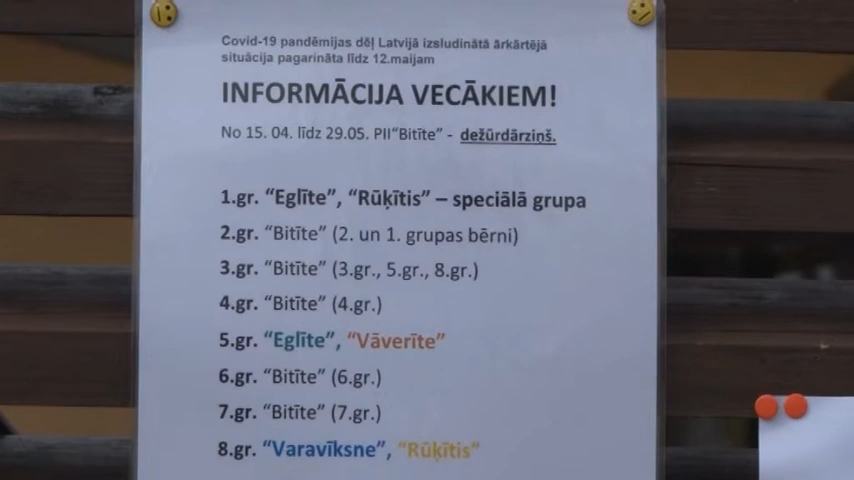 Covid-19 pandēmijas dēļ Latvijā izsludinātā ārkārtējā
situācija pagarināta līdz 12.maijam
INFORMĀCIJA VECĀKIEM!
No 15. 04. līdz 29.05. PII“Bitīte” - dežūrdārziņš.
1.gr. “Eglīte”, “Rūķītis” – speciālā grupa
2.gr. “Bitīte” (2. un 1. grupas bērni)
3.gr. “Bitīte” (3.gr., 5.gr., 8.gr.)
4.gr. “Bitīte” (4.gr.)
5.gr. “Eglīte”, “Vāverīte”
6.gr. “Bitīte” (6.gr.)
7.gr. “Bitīte” (7.gr.)
8.gr. “Varavīksne”, “Rūķītis”